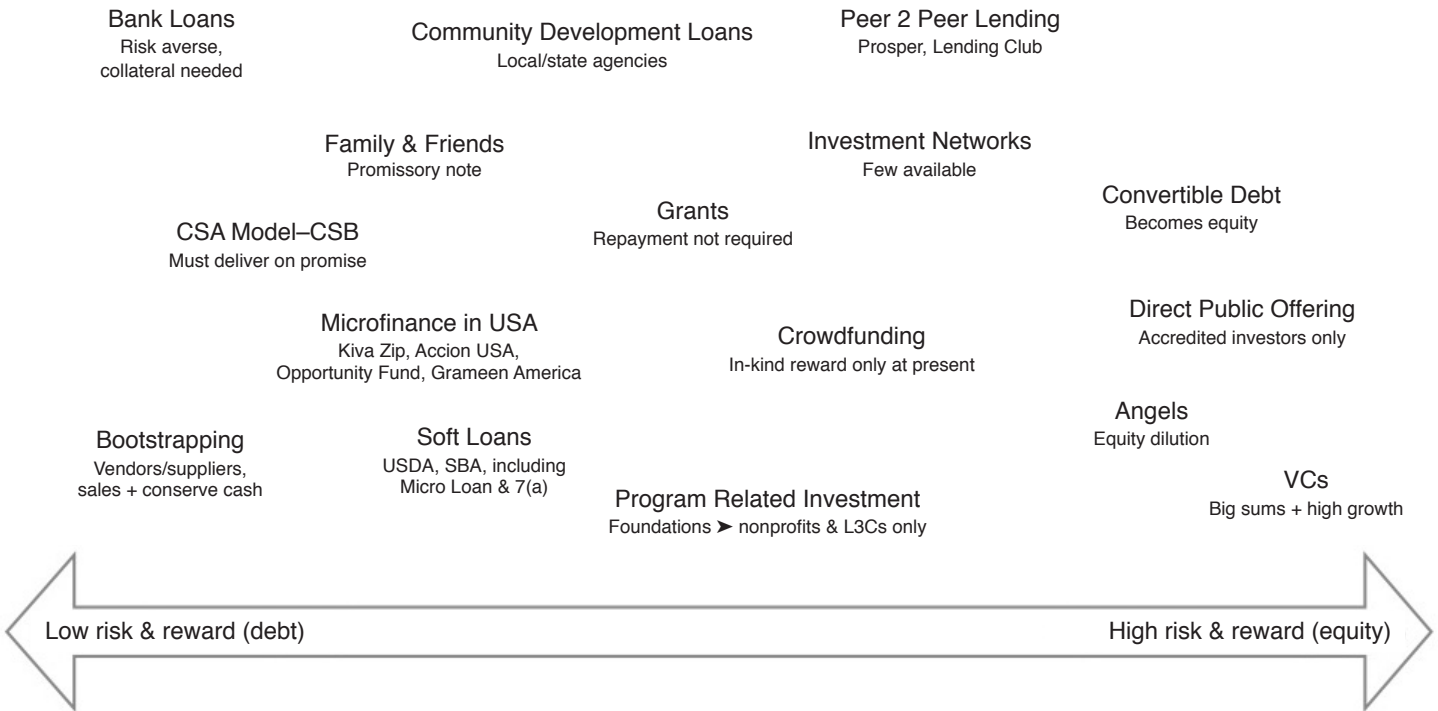 Bank Loans
Risk averse,
collateral needed
Community Development Loans
Local/state agencies
Peer 2 Peer Lending
Prosper, Lending Club
Family & Friends
Promissory note
Investment Networks
Few available
Convertible Debt
Becomes equity
Grants
Repayment not required
CSA Model–CSB
Must deliver on promise
Microfinance in USA
Kiva Zip, Accion USA,
Opportunity Fund, Grameen America
Crowdfunding
In-kind reward only at present
Direct Public Offering
Accredited investors only
Angels
Equity dilution
Bootstrapping
Vendors/suppliers,
sales + conserve cash
Soft Loans
USDA, SBA, including
Micro Loan & 7(a)
Program Related Investment
Foundations ➤ nonprofits & L3Cs only
VCs
Big sums + high growth
Low risk & reward (debt)
High risk & reward (equity)